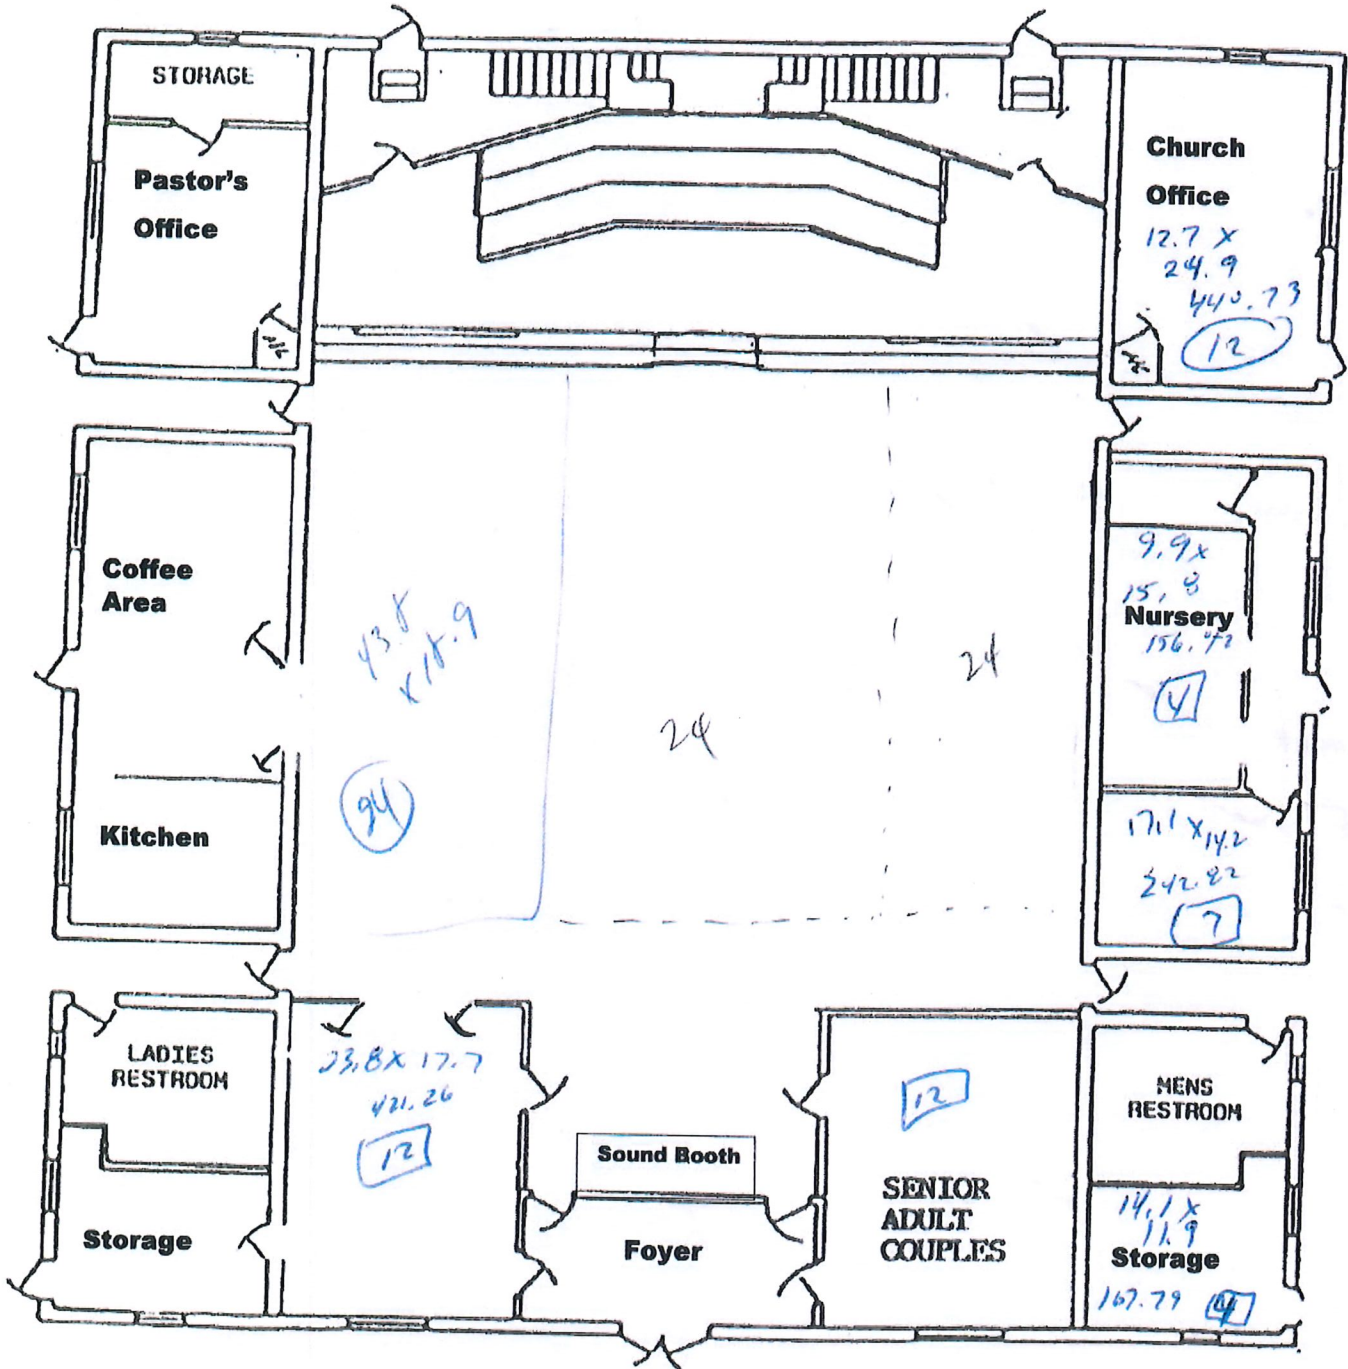 STORAGE
Pastor's
Office
Church
Office
12.7 x
24.9
440.73
12
Coffee
Area
Kitchen
43.8
x 18.9
24
24
9.9x
15.8
Nursery
156.42
4
17.1 x 14.2
242.82
7
LADIES
RESTROOM
Storage
23.8 x 17.7
421.26
12
Sound Booth
Foyer
12
SENIOR
ADULT
COUPLES
MENS
RESTROOM
14.1 x
11.9
Storage
167.79
4